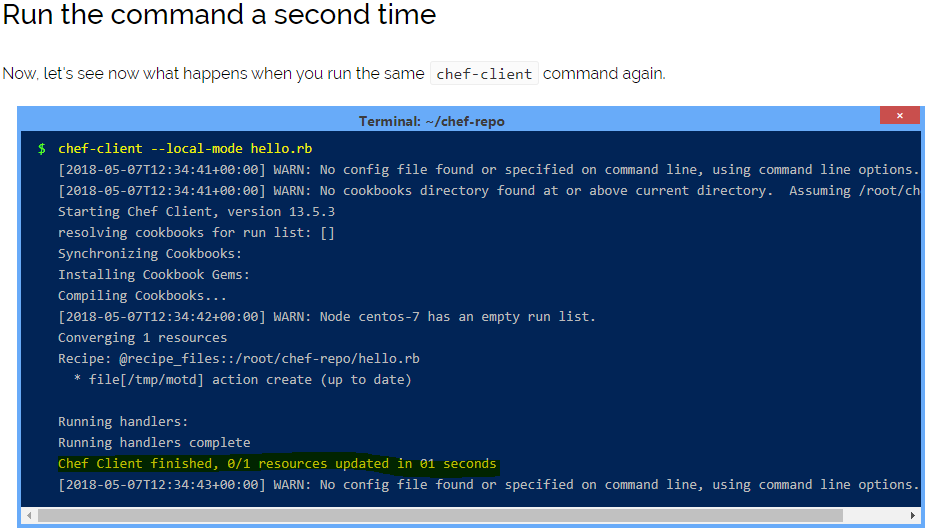 Run the command a second time
Now, let's see now what happens when you run the same chef-client command again.
Terminal: ~/chef-repo
×
$ chef-client --local-mode hello.rb
[2018-05-07T12:34:41+00:00] WARN: No config file found or specified on command line, using command line options.
[2018-05-07T12:34:41+00:00] WARN: No cookbooks directory found at or above current directory.  Assuming /root/ch
Starting Chef Client, version 13.5.3
resolving cookbooks for run list: []
Synchronizing Cookbooks:
Installing Cookbook Gems:
Compiling Cookbooks...
[2018-05-07T12:34:42+00:00] WARN: Node centos-7 has an empty run list.
Converging 1 resources
Recipe: @recipe_files::/root/chef-repo/hello.rb
  * file[/tmp/motd] action create (up to date)
Running handlers:
Running handlers complete
Chef Client finished, 0/1 resources updated in 01 seconds
[2018-05-07T12:34:43+00:00] WARN: No config file found or specified on command line, using command line options.